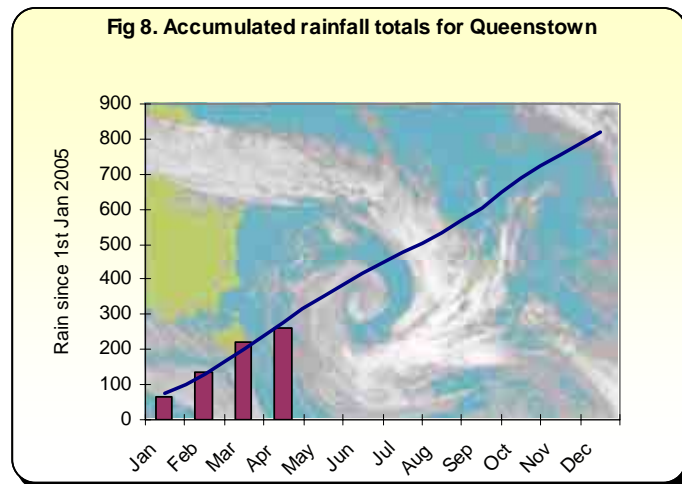 Fig 8. Accumulated rainfall totals for Queenstown
900
800
700
600
500
400
300
200
100
0
Rain since 1st Jan 2005
Jan
Feb
Mar
Apr
May
Jun
Jul
Aug
Sep
Oct
Nov
Dec